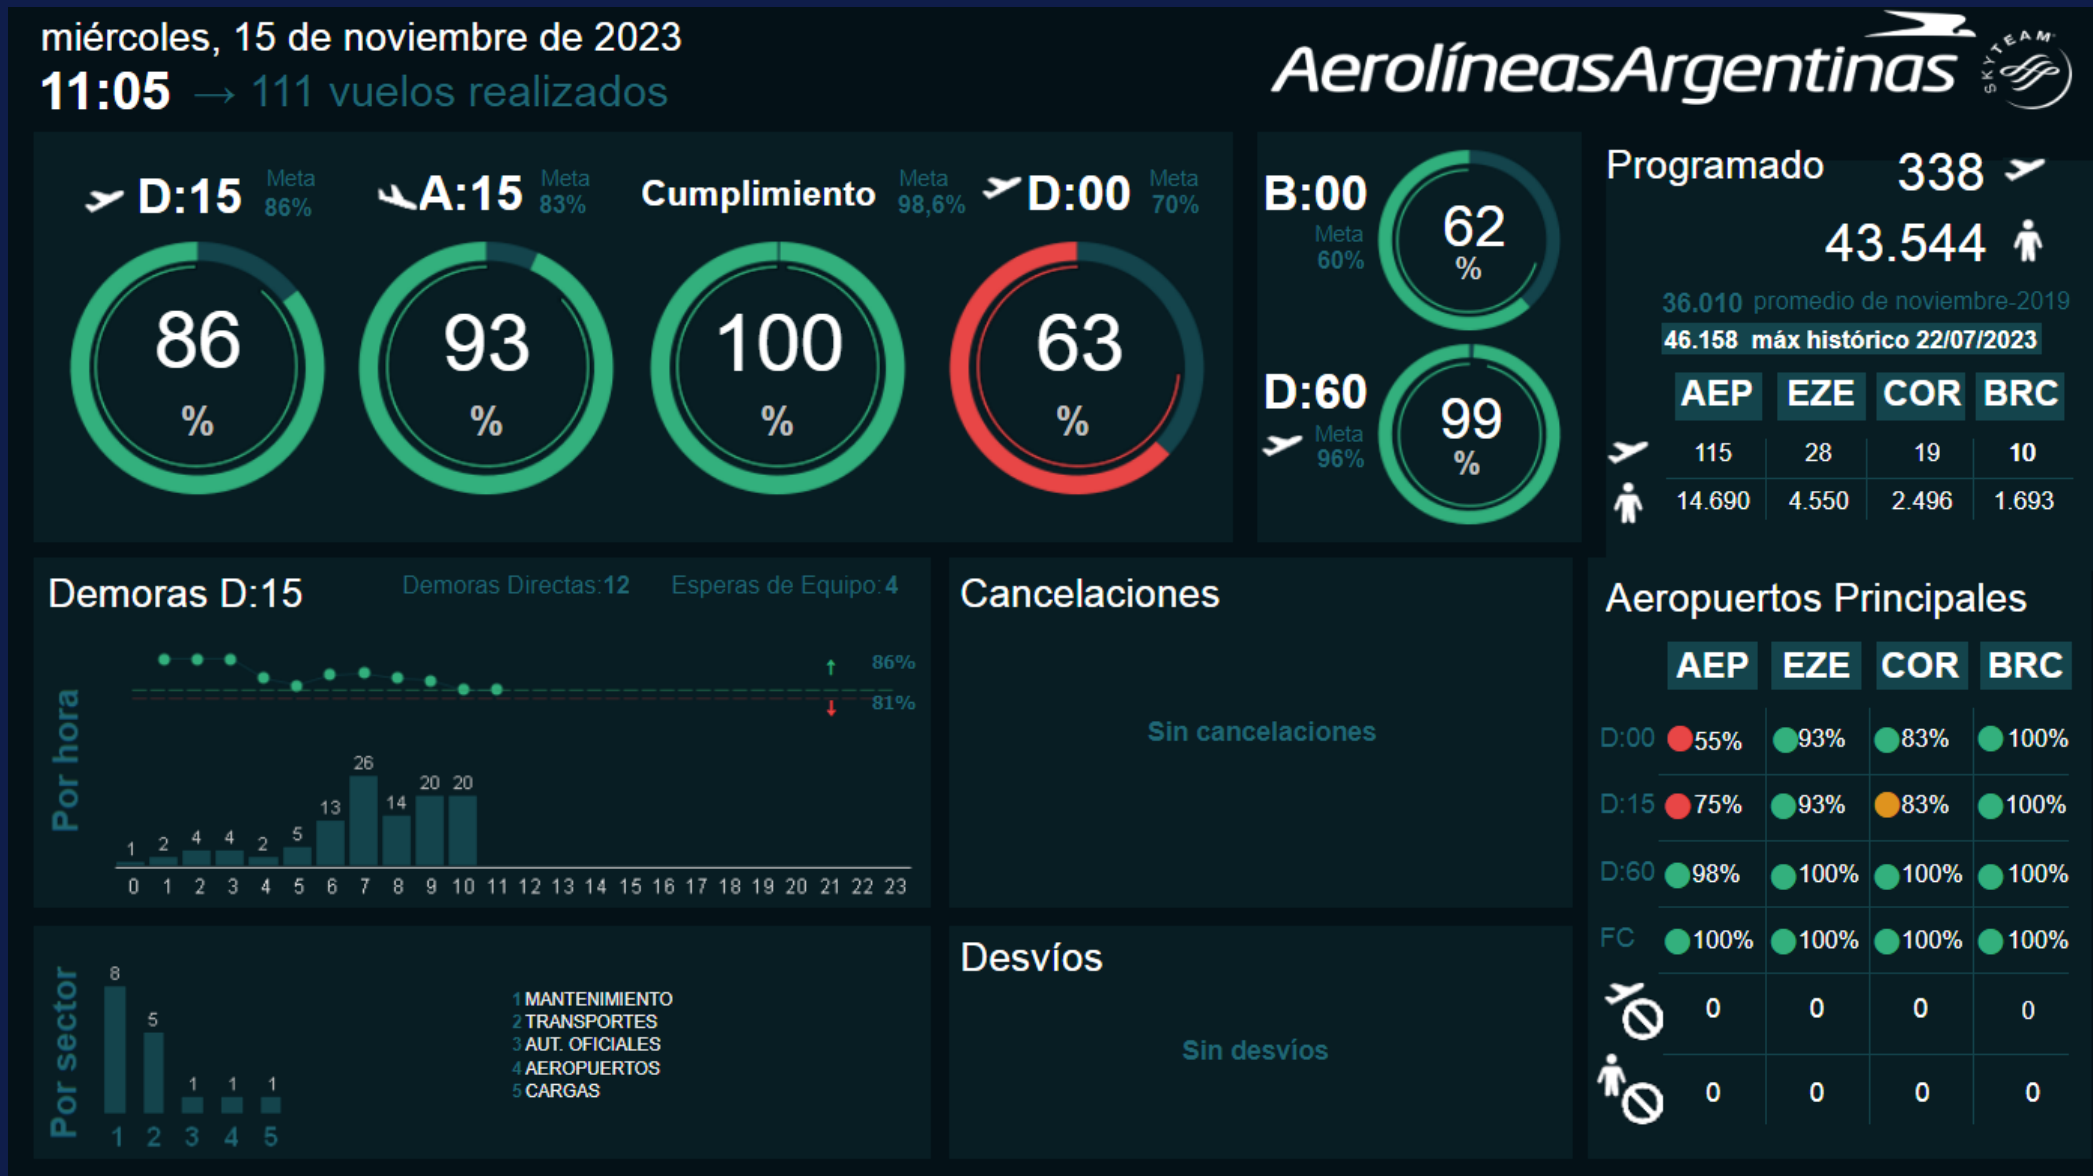 miércoles, 15 de noviembre de 2023
11:05 → 111 vuelos realizados
AerolíneasArgentinas
SKYTEAM
D:15 Meta 86%
86
%
A:15 Meta 83%
93
%
Cumplimiento Meta 98,6%
100
%
D:00 Meta 70%
63
%
B:00
Meta
60%
62
%
D:60
Meta
96%
99
%
Programado 338
43.544
36.010 promedio de noviembre-2019
46.158 máx histórico 22/07/2023
AEP EZE COR BRC
115 28 19 10
14.690 4.550 2.496 1.693
Demoras D:15 Demoras Directas:12 Esperas de Equipo:4
Por hora
86%
81%
1 2 4 4 2 5 13 26 14 20 20
0 1 2 3 4 5 6 7 8 9 10 11 12 13 14 15 16 17 18 19 20 21 22 23
Por sector
8 5 1 1 1
1 2 3 4 5
1 MANTENIMIENTO
2 TRANSPORTES
3 AUT. OFICIALES
4 AEROPUERTOS
5 CARGAS
Cancelaciones
Sin cancelaciones
Desvíos
Sin desvíos
Aeropuertos Principales
AEP EZE COR BRC
D:00 55% 93% 83% 100%
D:15 75% 93% 83% 100%
D:60 98% 100% 100% 100%
FC 100% 100% 100% 100%
0 0 0 0
0 0 0 0